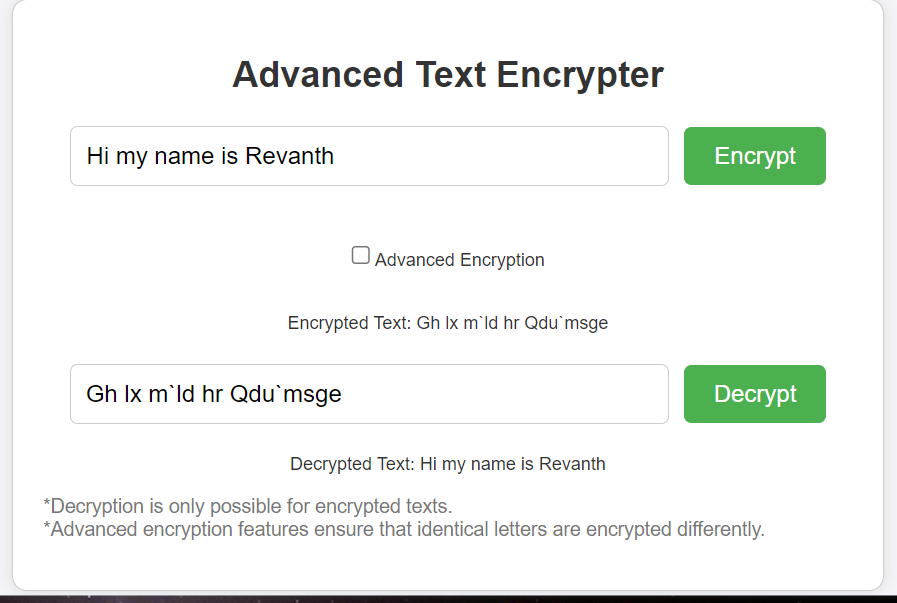 Advanced Text Encrypter
Hi my name is Revanth
Encrypt
Advanced Encryption
Encrypted Text: Gh lx m`ld hr Qdu`msge
Gh lx m`ld hr Qdu`msge
Decrypt
Decrypted Text: Hi my name is Revanth
*Decryption is only possible for encrypted texts.
*Advanced encryption features ensure that identical letters are encrypted differently.